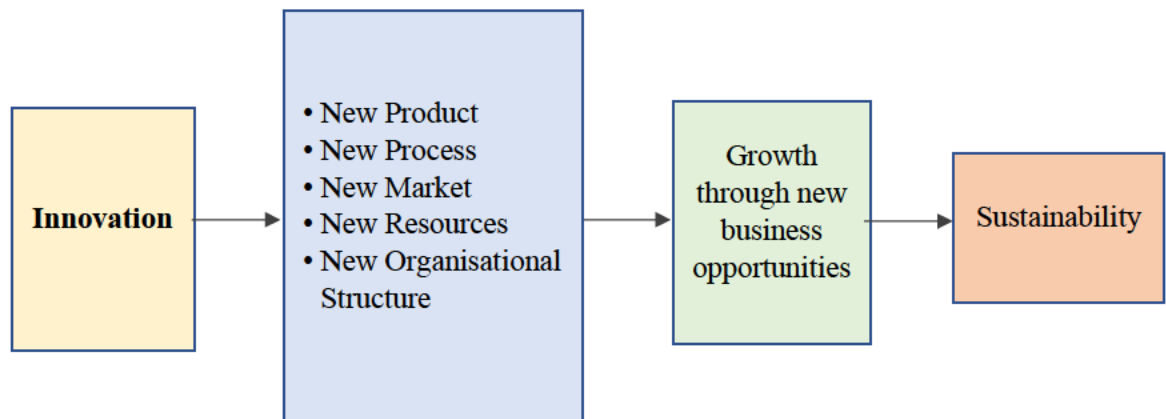 Innovation
• New Product
• New Process
• New Market
• New Resources
• New Organisational
Structure
Growth
through new
business
opportunities
Sustainability